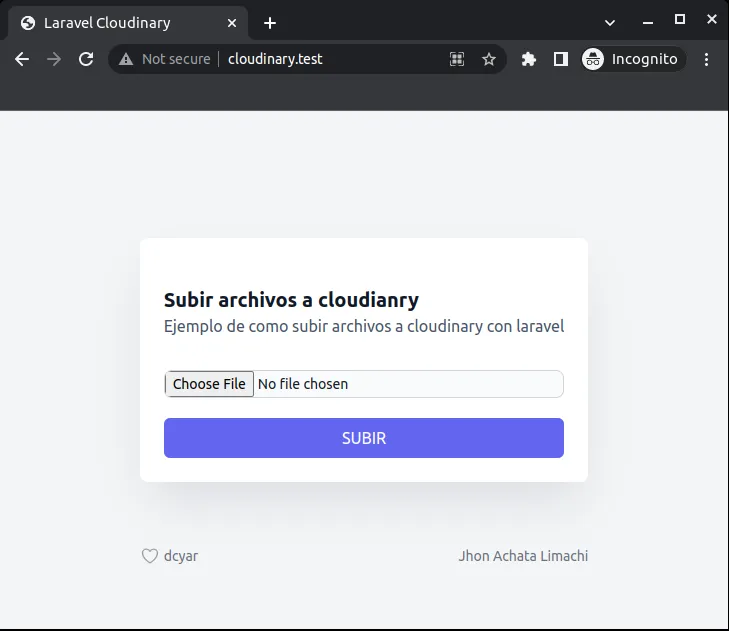 Laravel Cloudinary
Not secure cloudinary.test Incognito
Subir archivos a cloudianry
Ejemplo de como subir archivos a cloudinary con laravel
Choose File No file chosen
SUBIR
dcyar Jhon Achata Limachi